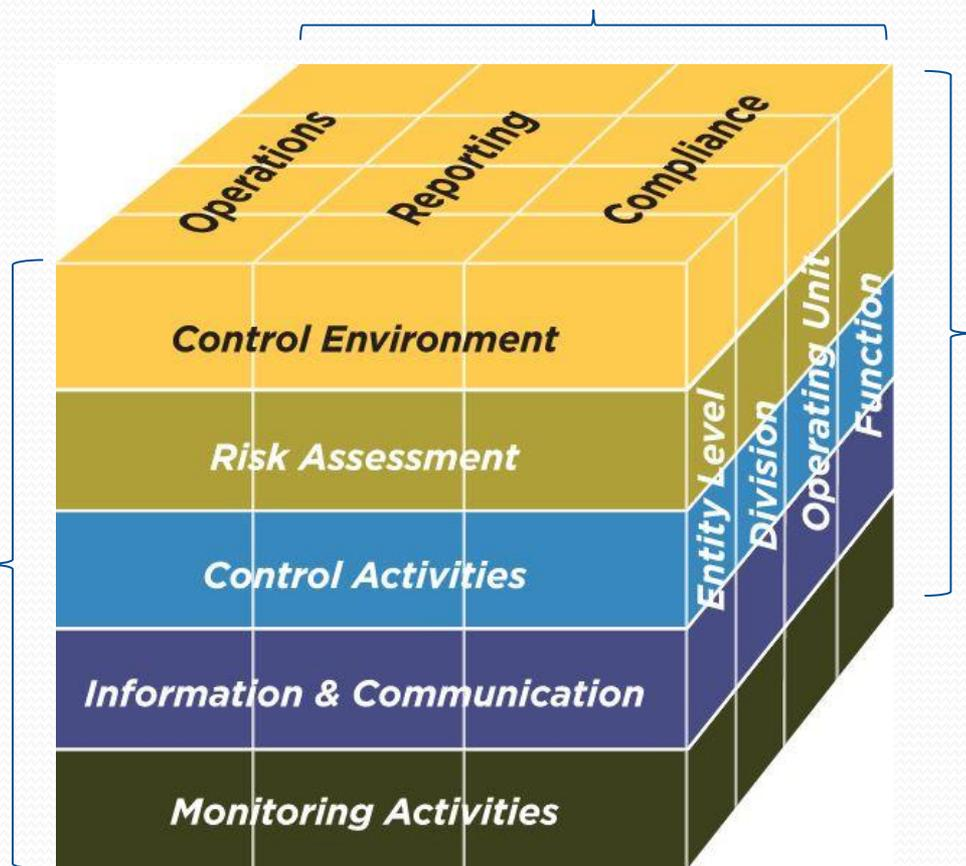 Operations
Reporting
Compliance
Control Environment
Risk Assessment
Control Activities
Information & Communication
Monitoring Activities
Entity Level
Division
Operating Unit
Function